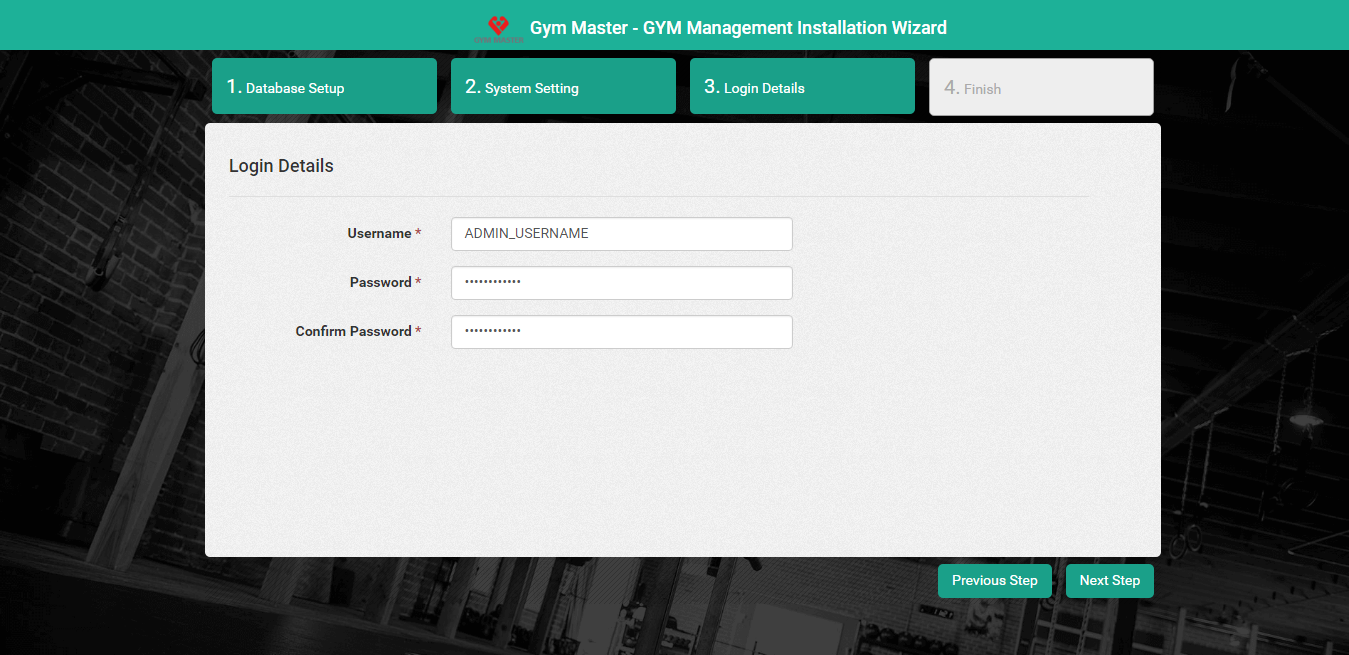 GYM MASTER
Gym Master - GYM Management Installation Wizard
1. Database Setup
2. System Setting
3. Login Details
4. Finish
Login Details
Username *
ADMIN_USERNAME
Password *
••••••••••••
Confirm Password *
••••••••••••
Previous Step
Next Step